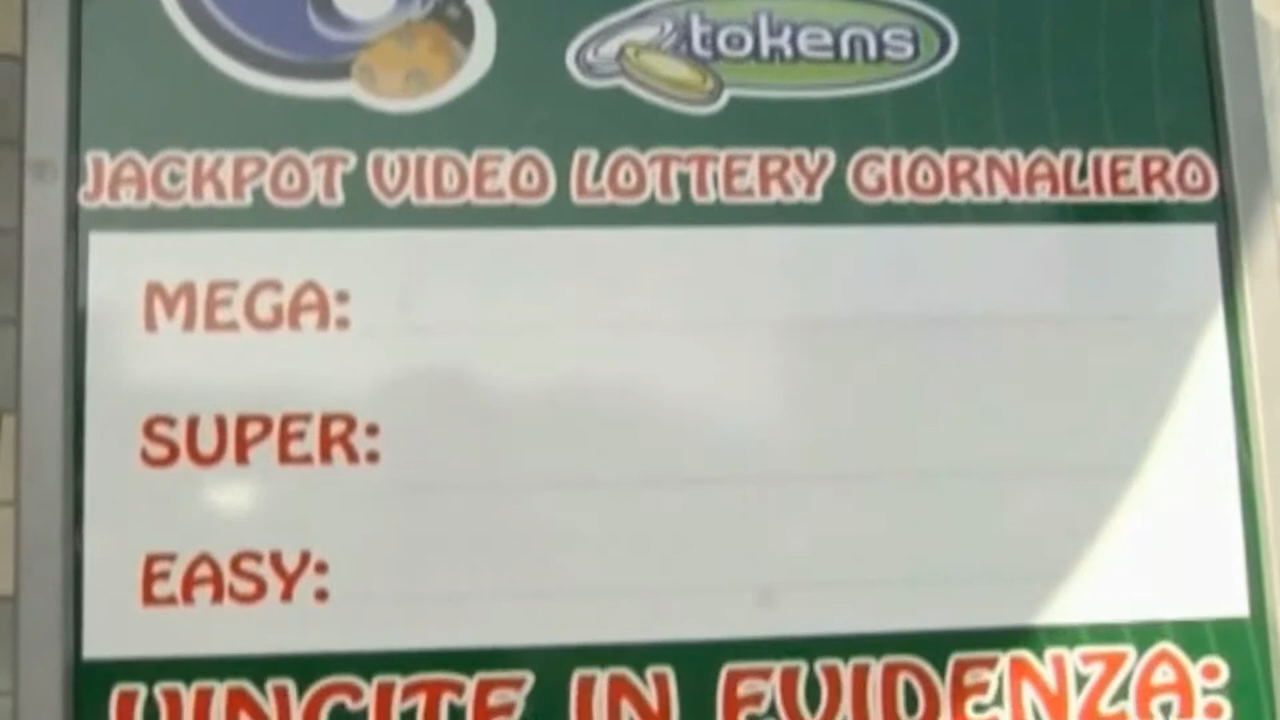 tokens
JACKPOT VIDEO LOTTERY GIORNALIERO
MEGA:
SUPER:
EASY:
VINCITE IN EVIDENZA: